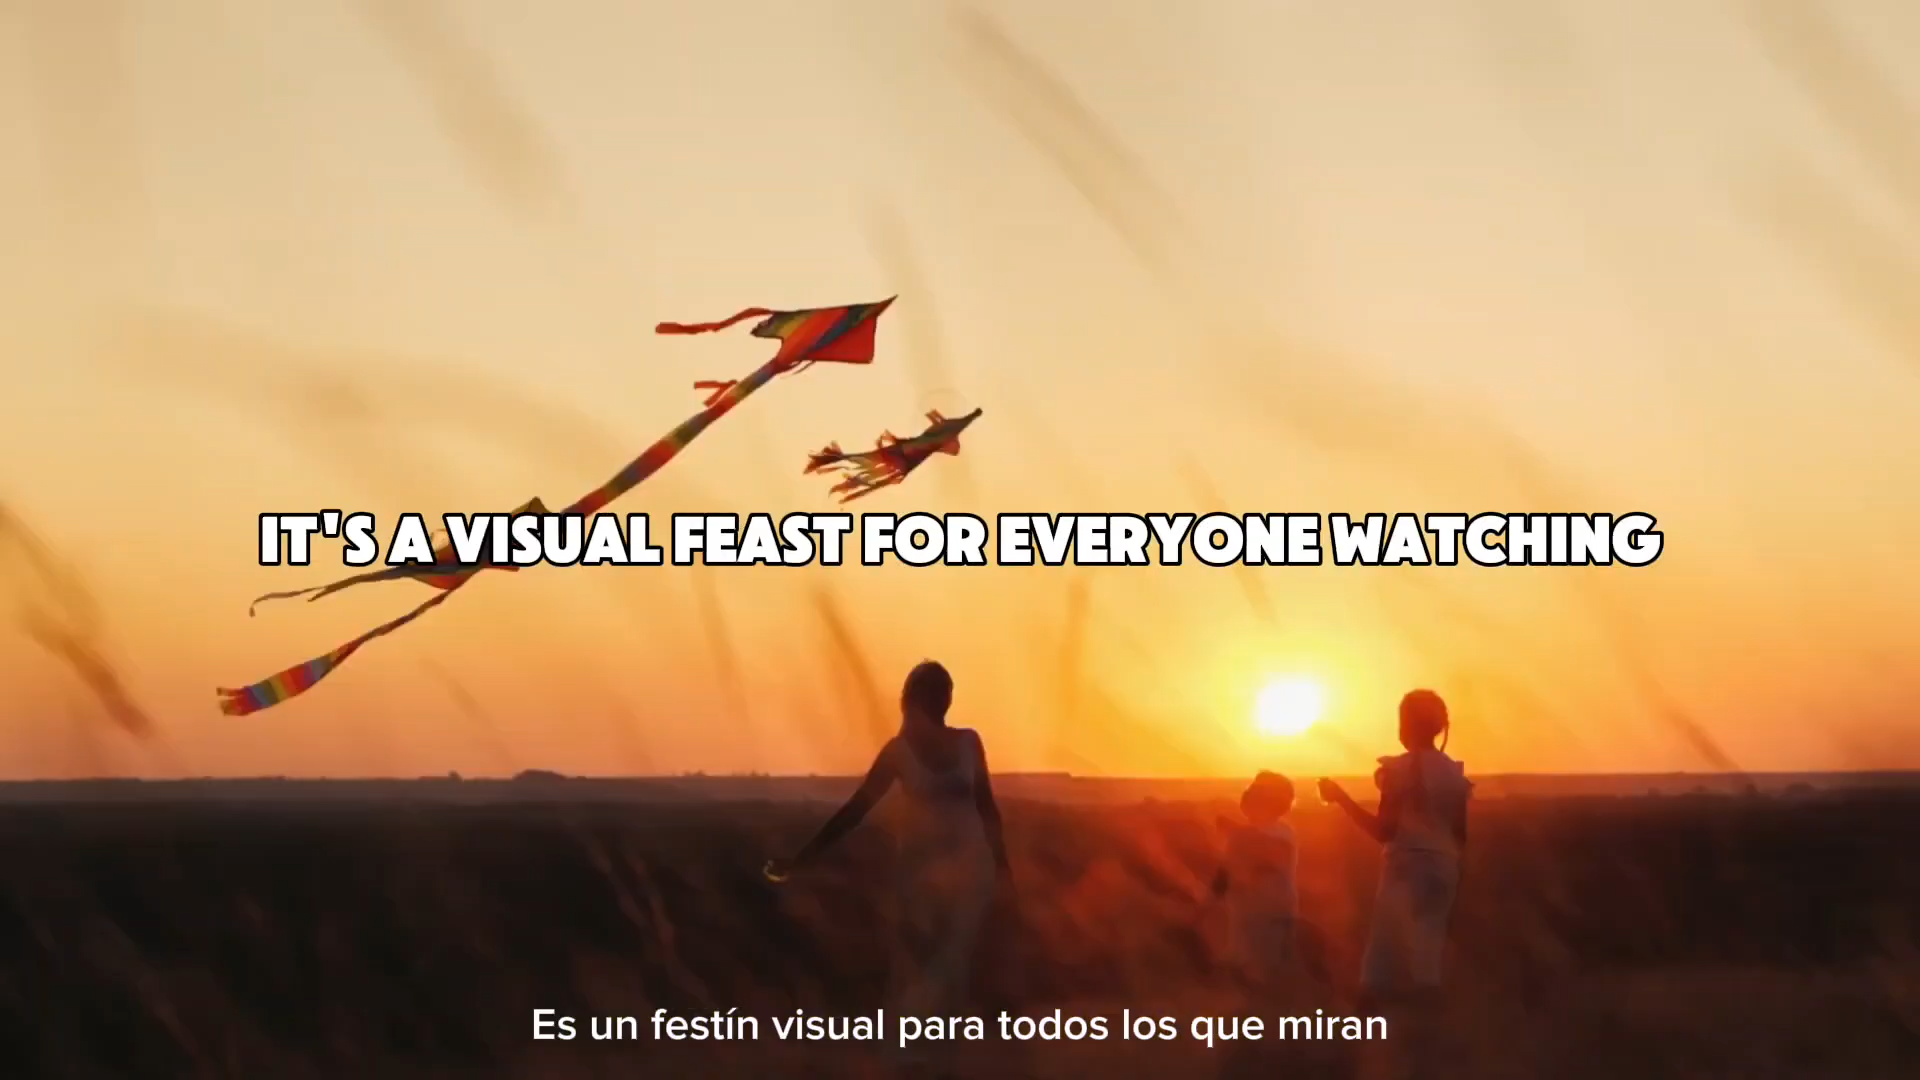 IT'S A VISUAL FEAST FOR EVERYONE WATCHING
Es un festín visual para todos los que miran